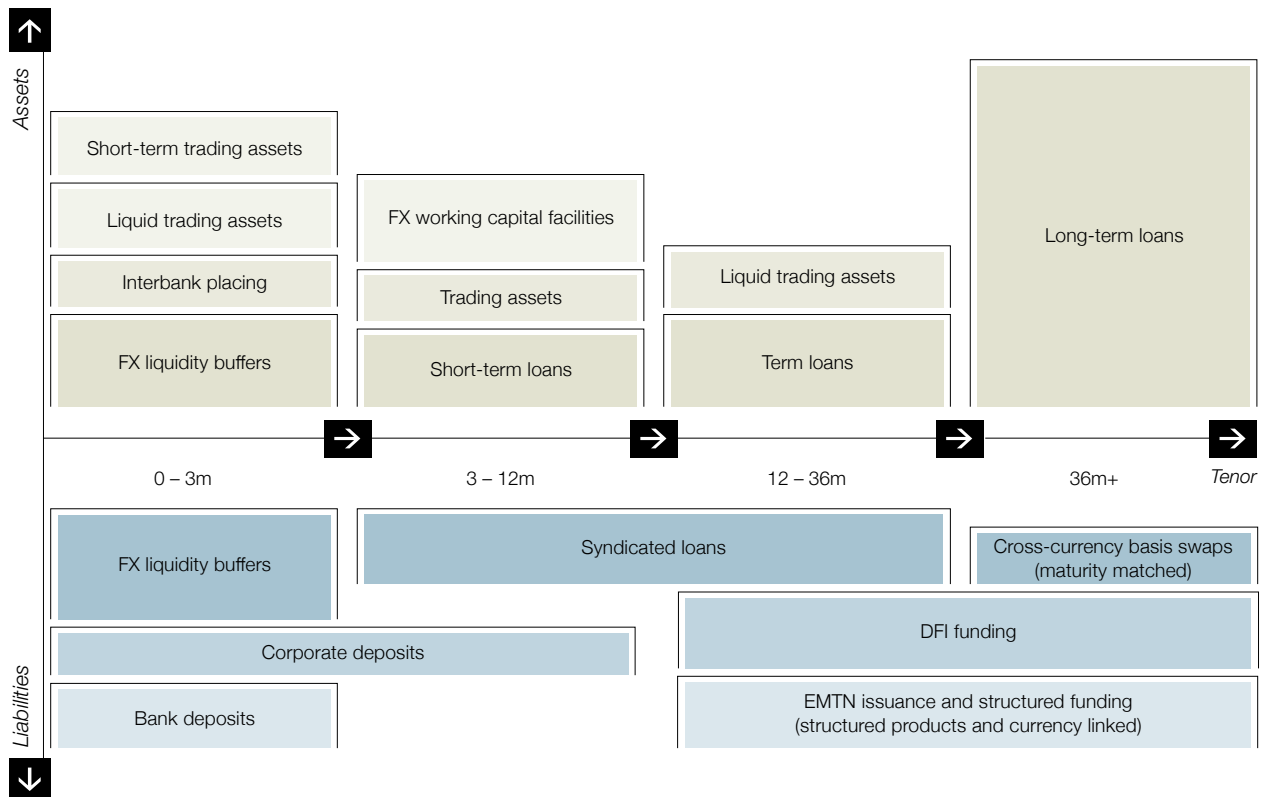 Assets
Short-term trading assets
Liquid trading assets
Interbank placing
FX liquidity buffers
FX working capital facilities
Trading assets
Short-term loans
Liquid trading assets
Term loans
Long-term loans
0 – 3m
3 – 12m
12 – 36m
36m+
Tenor
Liabilities
FX liquidity buffers
Corporate deposits
Bank deposits
Syndicated loans
Cross-currency basis swaps
(maturity matched)
DFI funding
EMTN issuance and structured funding
(structured products and currency linked)